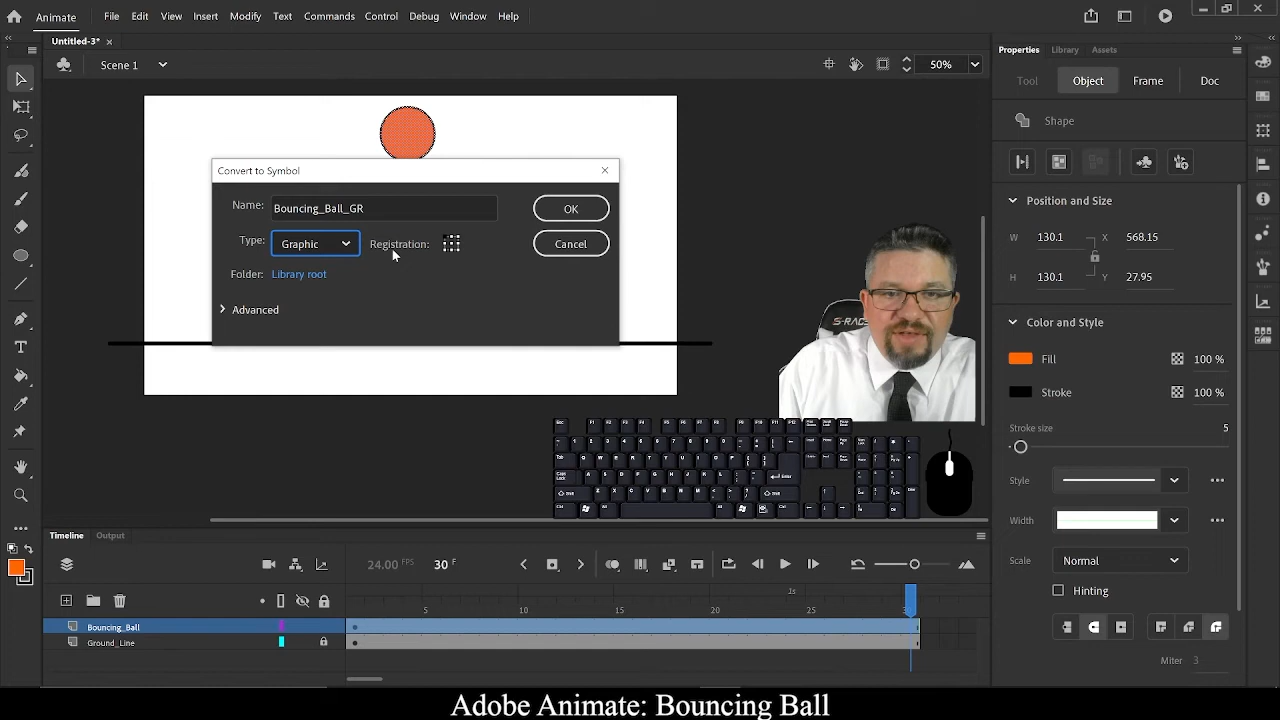 Animate
File Edit View Insert Modify Text Commands Control Debug Window Help
Untitled-3*
Properties Library Assets
Scene 1
50%
Tool Object Frame Doc
Shape
Convert to Symbol
Name: Bouncing_Ball_GR OK
Type: Graphic Registration: Cancel
Folder: Library root
Advanced
Position and Size
W 130.1 X 568.15
H 130.1 Y 27.95
Color and Style
Fill 100 %
Stroke 100 %
Stroke size 5
Style
Width
Scale Normal
Hinting
Miter 3
Timeline Output
24.00 FPS 30 F
1s
5 10 15 20 25
Bouncing_Ball
Ground_Line
Adobe Animate: Bouncing Ball